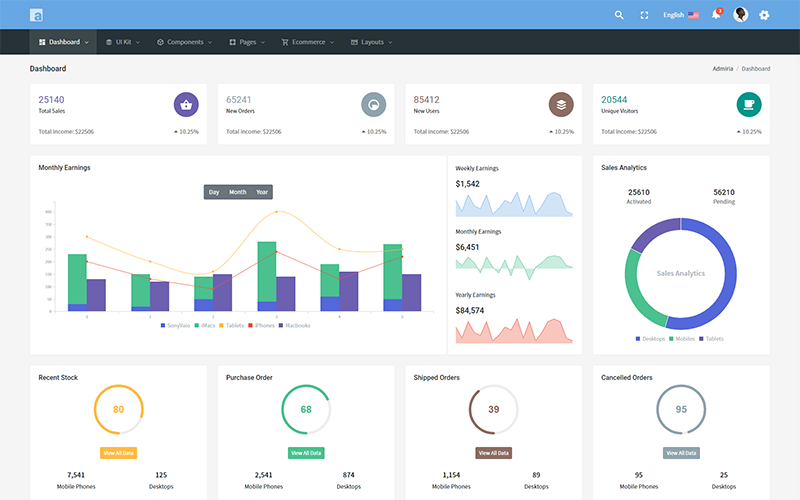 a
English
3
Dashboard
UI Kit
Components
Pages
Ecommerce
Layouts
Dashboard
Admiria / Dashboard
25140
Total Sales
Total income: $22506
10.25%
65241
New Orders
Total income: $22506
10.25%
85412
New Users
Total income: $22506
10.25%
20544
Unique Visitors
Total income: $22506
10.25%
Monthly Earnings
Day Month Year
400
350
300
250
200
150
100
50
0
0 1 2 3 4 5
SonyVaio iMacs Tablets iPhones MacBooks
Weekly Earnings
$1,542
Monthly Earnings
$6,451
Yearly Earnings
$84,574
Sales Analytics
25610
Activated
56210
Pending
Sales Analytics
Desktops Mobiles Tablets
Recent Stock
80
View All Data
7,541 125
Mobile Phones Desktops
Purchase Order
68
View All Data
2,541 874
Mobile Phones Desktops
Shipped Orders
39
View All Data
1,154 89
Mobile Phones Desktops
Cancelled Orders
95
View All Data
95 25
Mobile Phones Desktops